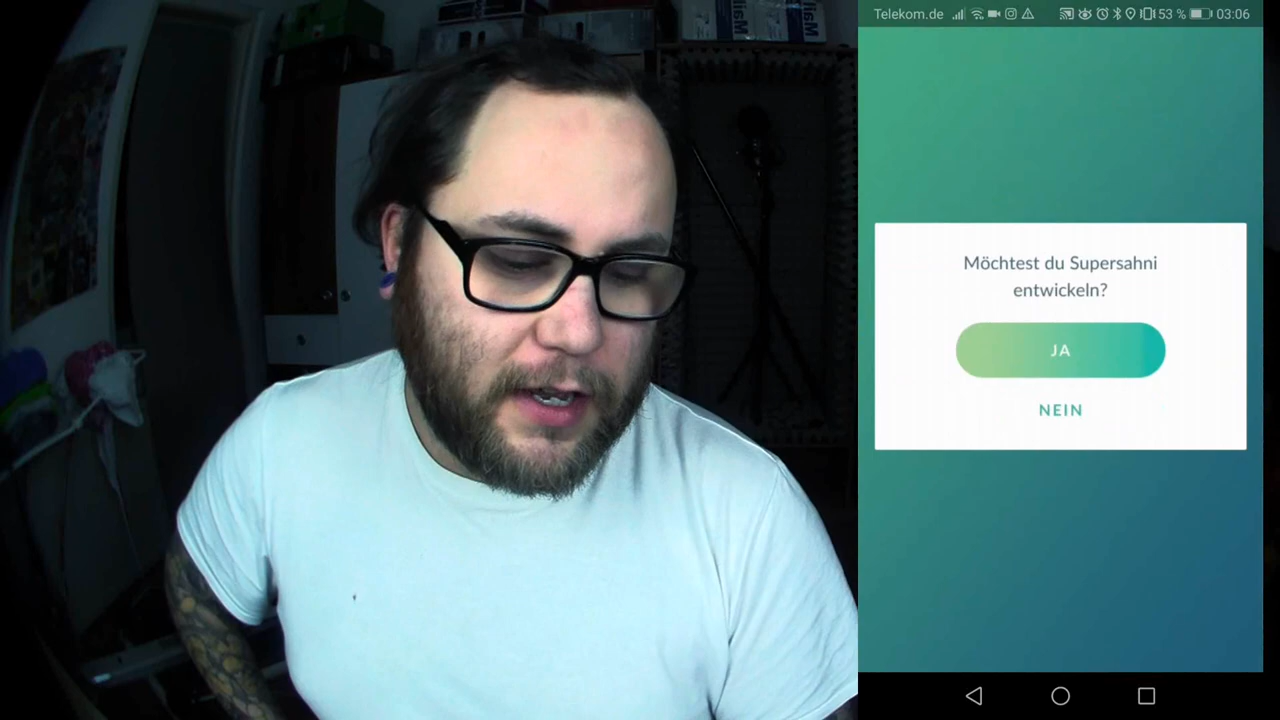 Telekom.de 53 % 03:06
Möchtest du Supersahni
entwickeln?
JA
NEIN